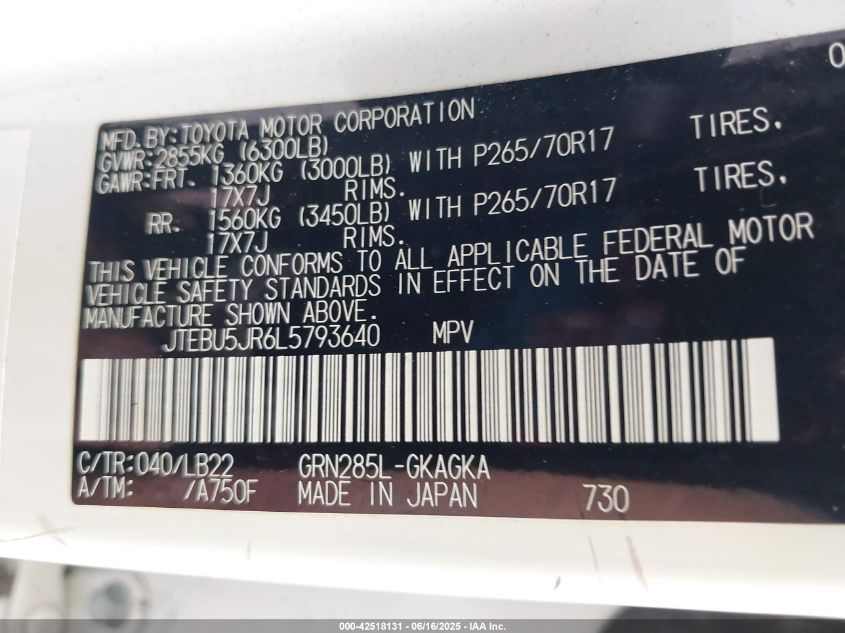 0
MFD. BY: TOYOTA MOTOR CORPORATION
GVWR: 2855KG (6300LB)
GAWR: FRT. 1360KG (3000LB) WITH P265/70R17 TIRES.
17X7J RIMS.
RR. 1560KG (3450LB) WITH P265/70R17 TIRES.
17X7J RIMS.
THIS VEHICLE CONFORMS TO ALL APPLICABLE FEDERAL MOTOR
VEHICLE SAFETY STANDARDS IN EFFECT ON THE DATE OF
MANUFACTURE SHOWN ABOVE.
JTEBU5JR6L5793640 MPV
C/TR: 040/LB22 GRN285L-GKAGKA
A/TM: /A750F MADE IN JAPAN 730
000-42518131 - 06/16/2025 - IAA Inc.